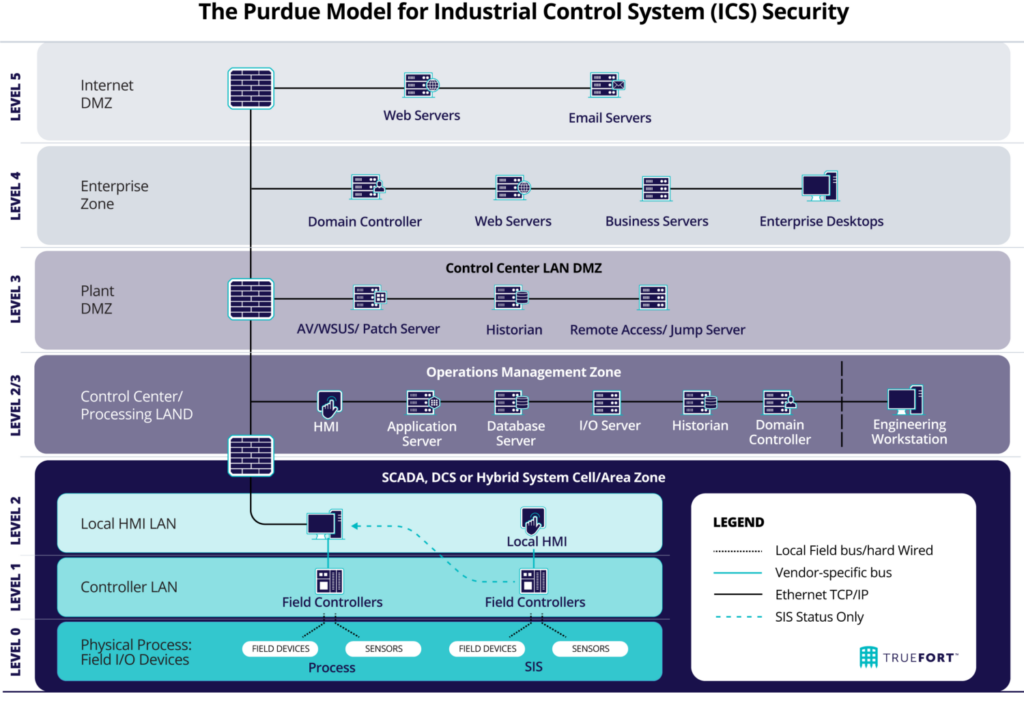 The Purdue Model for Industrial Control System (ICS) Security
LEVEL 5
Internet
DMZ
Web Servers
Email Servers
LEVEL 4
Enterprise
Zone
Domain Controller
Web Servers
Business Servers
Enterprise Desktops
LEVEL 3
Control Center LAN DMZ
Plant
DMZ
AV/WSUS/ Patch Server
Historian
Remote Access/ Jump Server
LEVEL 2/3
Operations Management Zone
Control Center/
Processing LAND
HMI
Application
Server
Database
Server
I/O Server
Historian
Domain
Controller
Engineering
Workstation
SCADA, DCS or Hybrid System Cell/Area Zone
LEVEL 2
Local HMI LAN
Local HMI
LEVEL 1
Controller LAN
Field Controllers
Field Controllers
LEVEL 0
Physical Process:
Field I/O Devices
FIELD DEVICES
SENSORS
Process
FIELD DEVICES
SENSORS
SIS
LEGEND
Local Field bus/hard Wired
Vendor-specific bus
Ethernet TCP/IP
SIS Status Only
TRUEFORT™